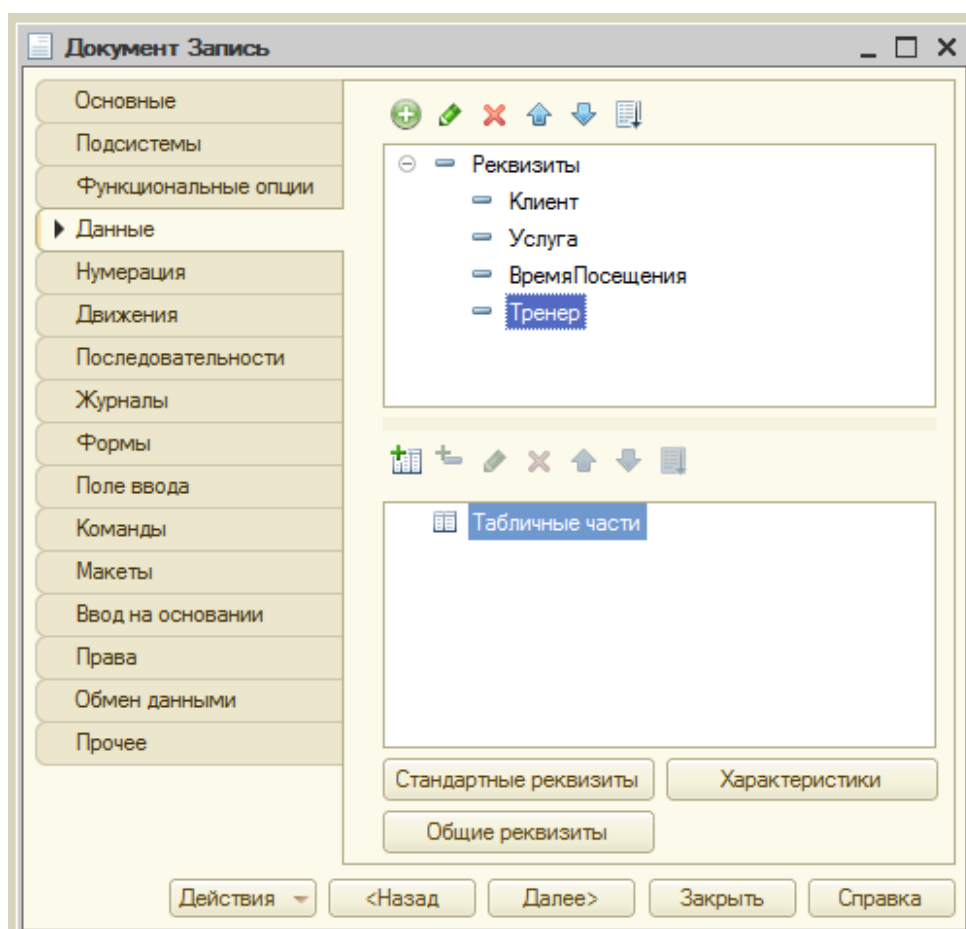 Документ Запись
Основные
Подсистемы
Функциональные опции
Данные
Нумерация
Движения
Последовательности
Журналы
Формы
Поле ввода
Команды
Макеты
Ввод на основании
Права
Обмен данными
Прочее
Реквизиты
Клиент
Услуга
ВремяПосещения
Тренер
Табличные части
Стандартные реквизиты
Характеристики
Общие реквизиты
Действия
<Назад
Далее>
Закрыть
Справка